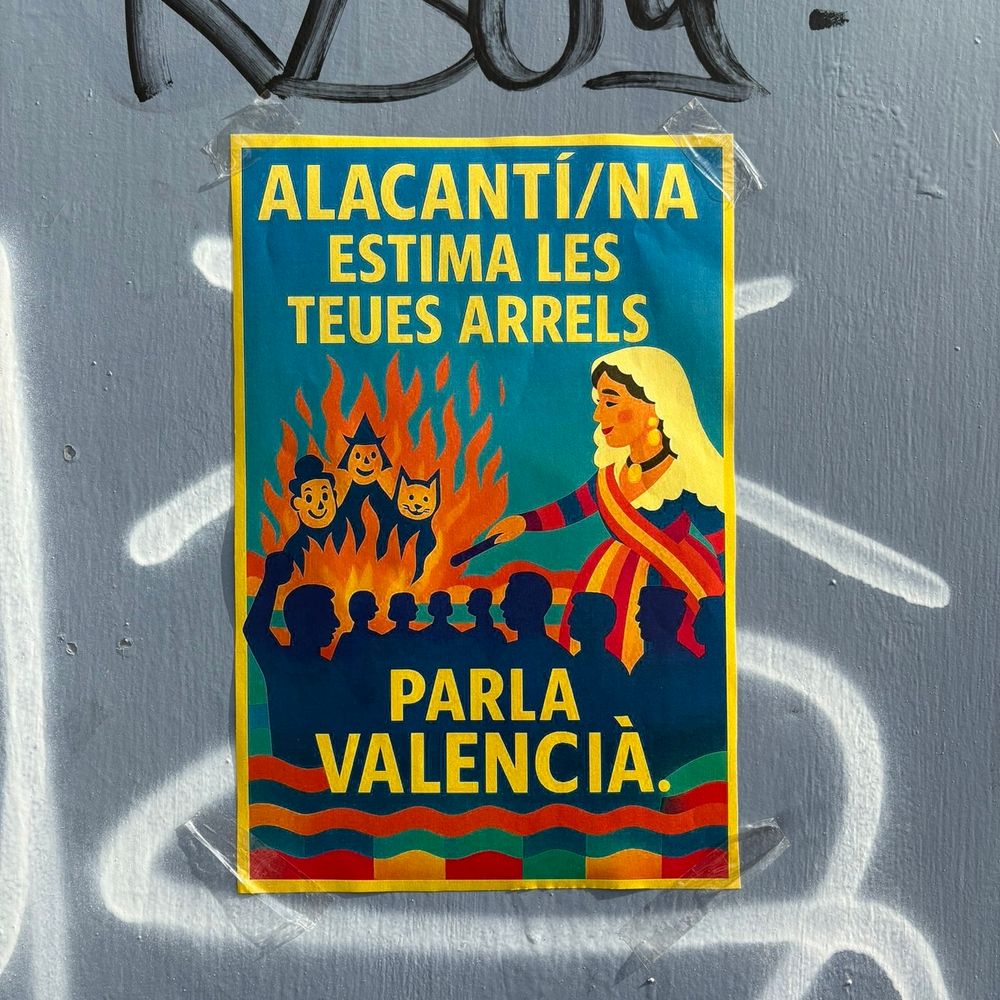 ALACANTÍ/NA
ESTIMA LES
TEUES ARRELS
PARLA
VALENCIÀ.